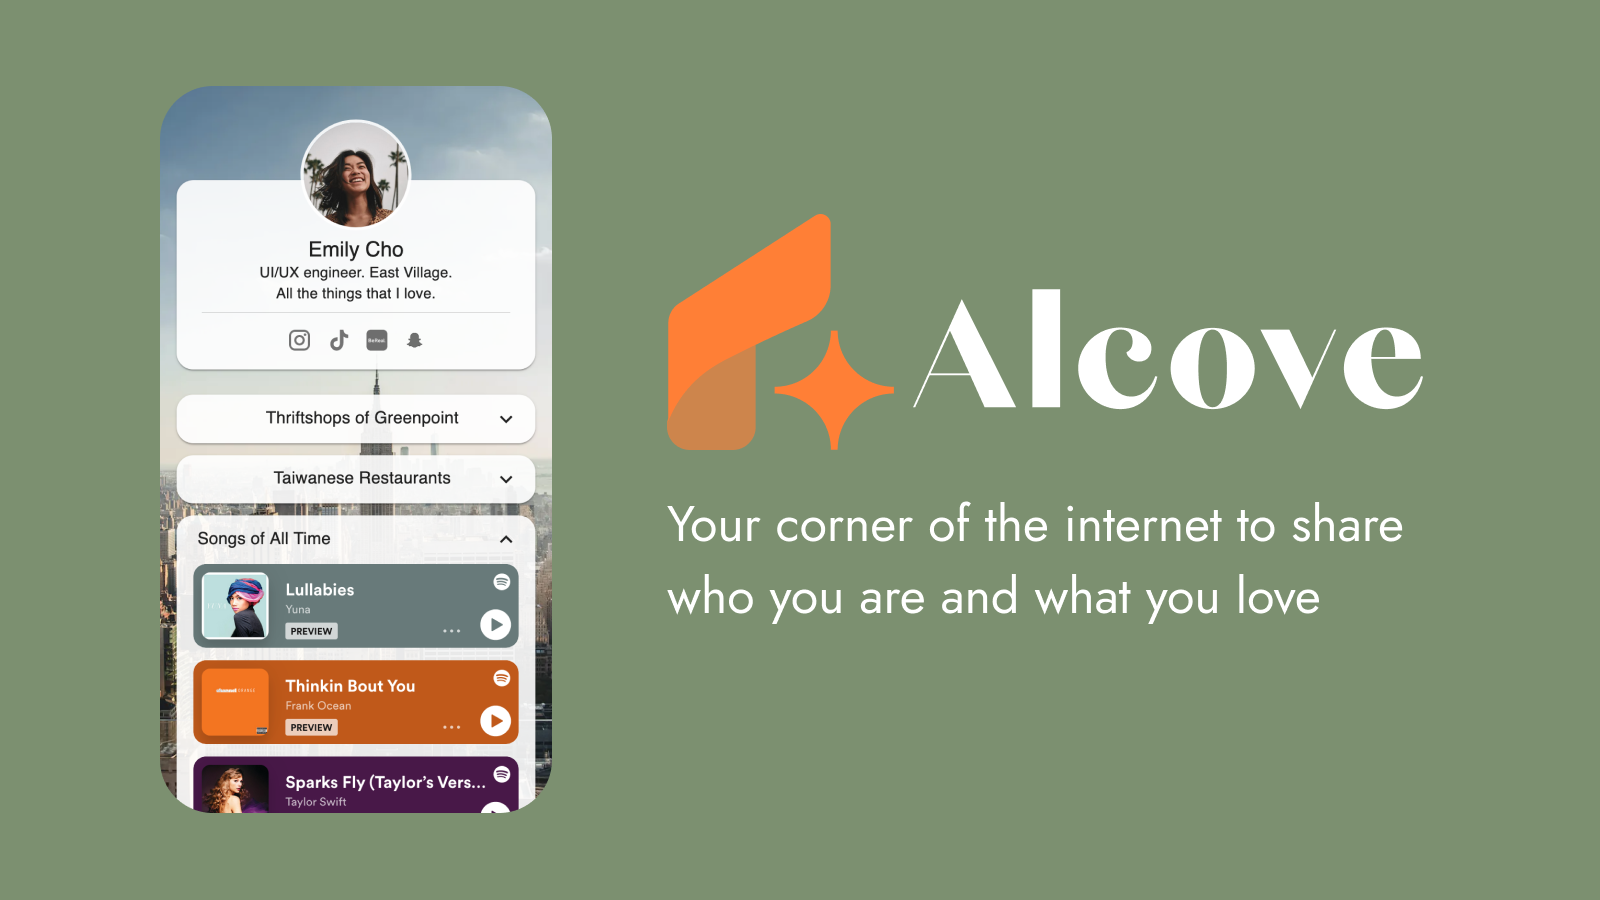 Emily Cho
UI/UX engineer. East Village.
All the things that I love.
BeReal.
Thriftshops of Greenpoint
Taiwanese Restaurants
Songs of All Time
Lullabies
Yuna
PREVIEW
Thinkin Bout You
Frank Ocean
PREVIEW
Sparks Fly (Taylor’s Vers...
Taylor Swift
Alcove
Your corner of the internet to share
who you are and what you love